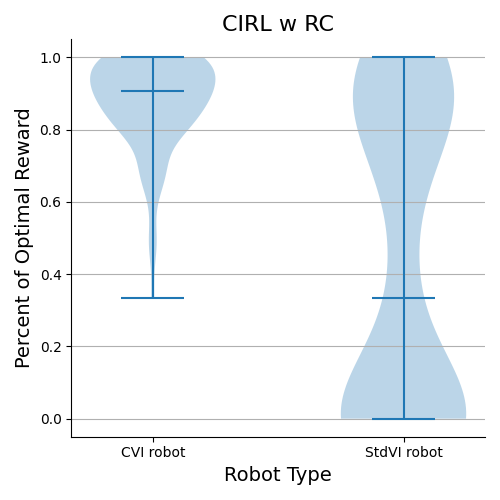 CIRL w RC
Percent of Optimal Reward
1.0
0.8
0.6
0.4
0.2
0.0
CVI robot
StdVI robot
Robot Type